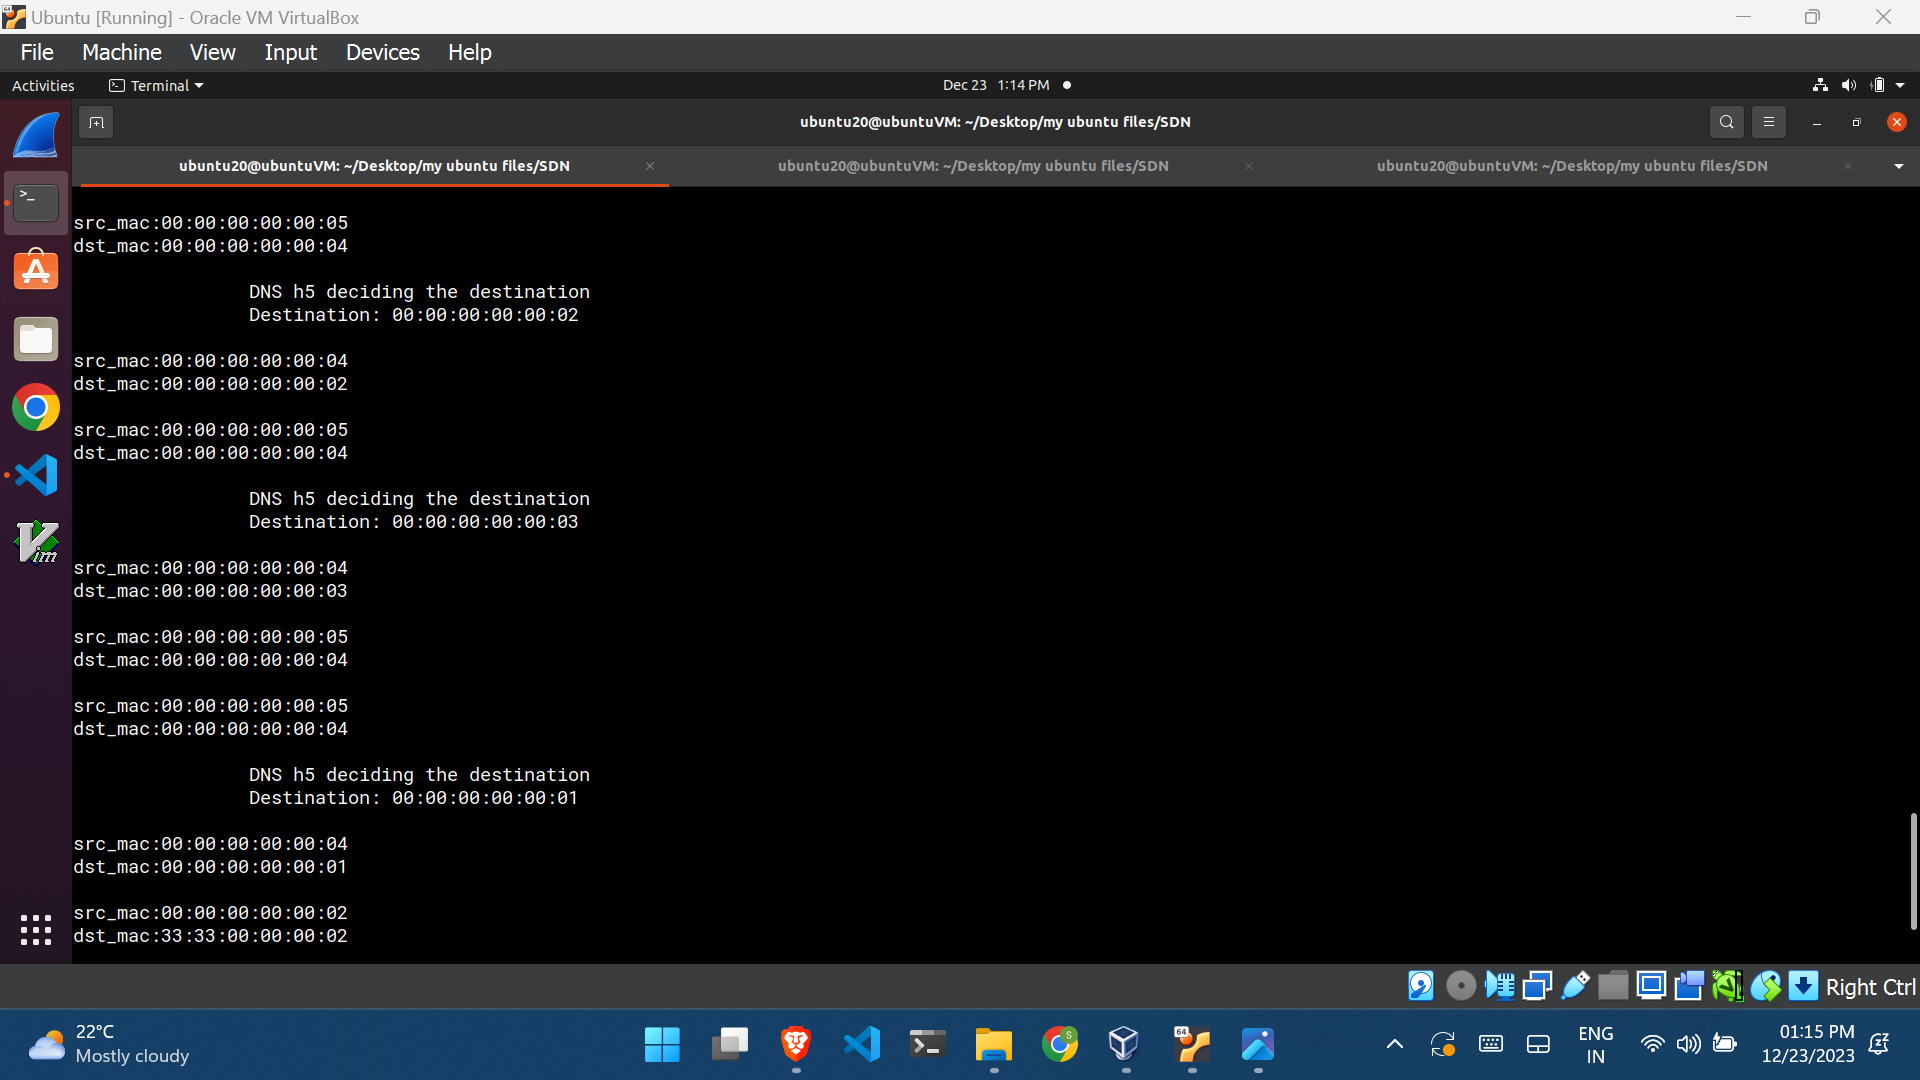 Ubuntu [Running] - Oracle VM VirtualBox
File Machine View Input Devices Help
Activities Terminal Dec 23 1:14 PM
ubuntu20@ubuntuVM: ~/Desktop/my ubuntu files/SDN
ubuntu20@ubuntuVM: ~/Desktop/my ubuntu files/SDN ubuntu20@ubuntuVM: ~/Desktop/my ubuntu files/SDN ubuntu20@ubuntuVM: ~/Desktop/my ubuntu files/SDN
src_mac:00:00:00:00:00:05
dst_mac:00:00:00:00:00:04
DNS h5 deciding the destination
Destination: 00:00:00:00:00:02
src_mac:00:00:00:00:00:04
dst_mac:00:00:00:00:00:02
src_mac:00:00:00:00:00:05
dst_mac:00:00:00:00:00:04
DNS h5 deciding the destination
Destination: 00:00:00:00:00:03
src_mac:00:00:00:00:00:04
dst_mac:00:00:00:00:00:03
src_mac:00:00:00:00:00:05
dst_mac:00:00:00:00:00:04
src_mac:00:00:00:00:00:05
dst_mac:00:00:00:00:00:04
DNS h5 deciding the destination
Destination: 00:00:00:00:00:01
src_mac:00:00:00:00:00:04
dst_mac:00:00:00:00:00:01
src_mac:00:00:00:00:00:02
dst_mac:33:33:00:00:00:02
Right Ctrl
22°C
Mostly cloudy
ENG
IN
01:15 PM
12/23/2023